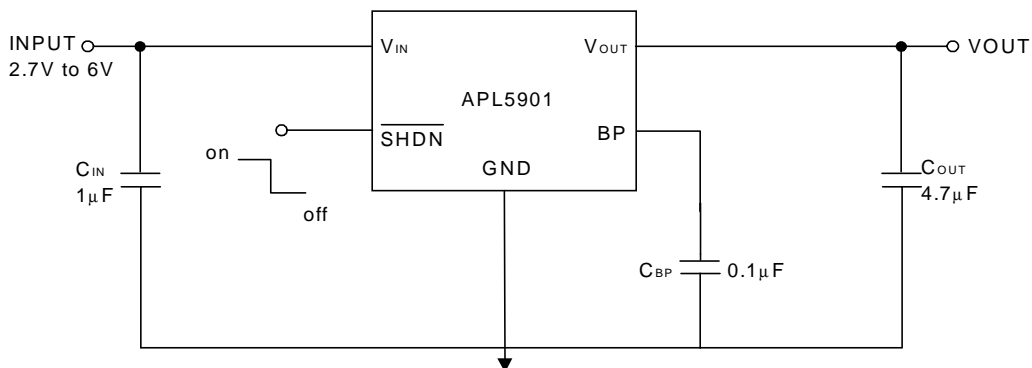 INPUT
2.7V to 6V
VIN
VOUT
VOUT
APL5901
SHDN
BP
GND
on
off
CIN
1μF
COUT
4.7μF
CBP
0.1μF